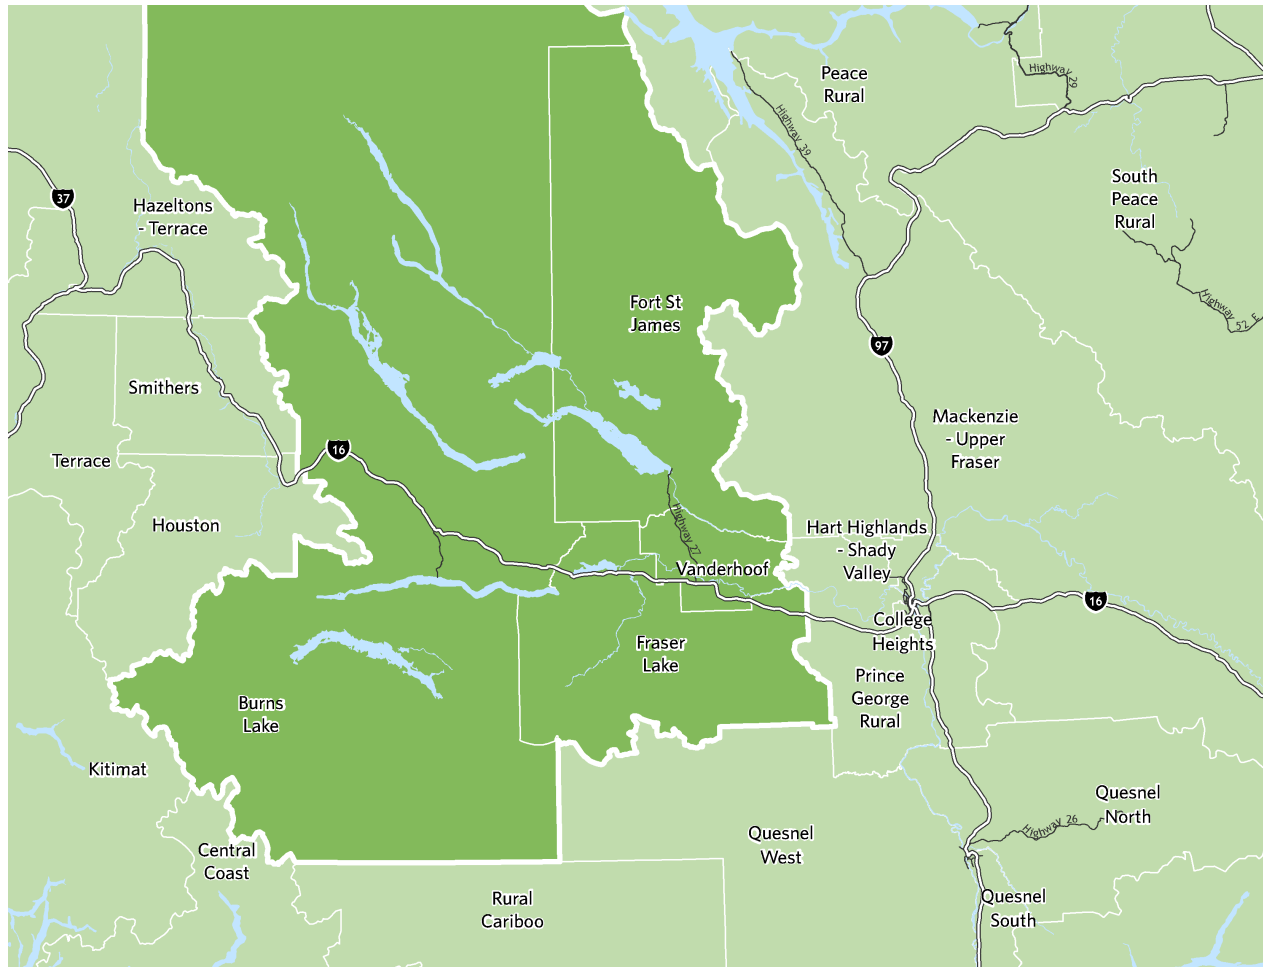 Peace
Rural
Highway 29
Highway 39
South
Peace
Rural
37
Hazeltons
- Terrace
Fort St
James
Highway 52 E
97
Smithers
Mackenzie
- Upper
Fraser
Terrace
16
Houston
Highway 27
Hart Highlands
- Shady
Valley
Vanderhoof
16
College
Heights
Fraser
Lake
Prince
George
Rural
Burns
Lake
Kitimat
Quesnel
North
Highway 26
Quesnel
West
Central
Coast
Rural
Cariboo
Quesnel
South